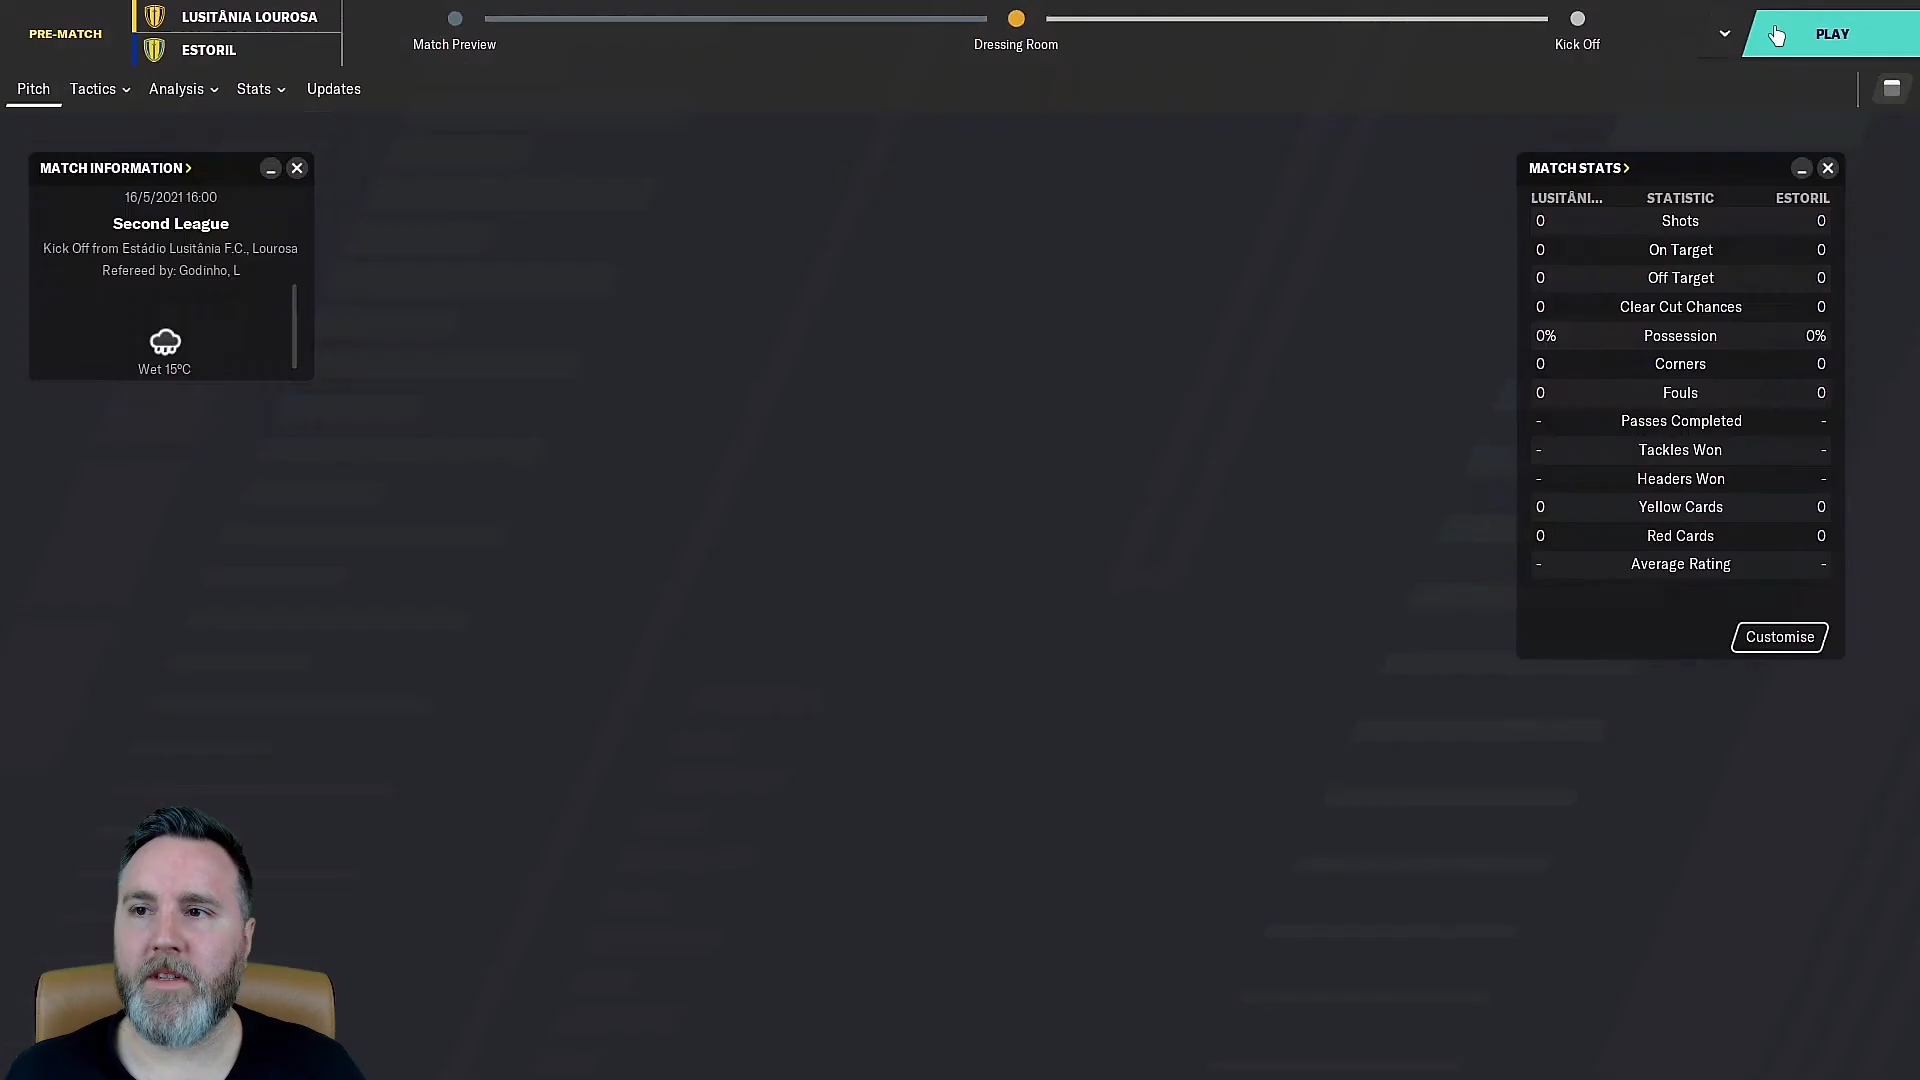 PRE-MATCH
LUSITÂNIA LOUROSA
ESTORIL
Match Preview
Dressing Room
Kick Off
PLAY
Pitch Tactics Analysis Stats Updates
MATCH INFORMATION
16/5/2021 16:00
Second League
Kick Off from Estádio Lusitânia F.C., Lourosa
Refereed by: Godinho, L
Wet 15ºC
MATCH STATS
LUSITÂNI... STATISTIC ESTORIL
0 Shots 0
0 On Target 0
0 Off Target 0
0 Clear Cut Chances 0
0% Possession 0%
0 Corners 0
0 Fouls 0
- Passes Completed -
- Tackles Won -
- Headers Won -
0 Yellow Cards 0
0 Red Cards 0
- Average Rating -
Customise